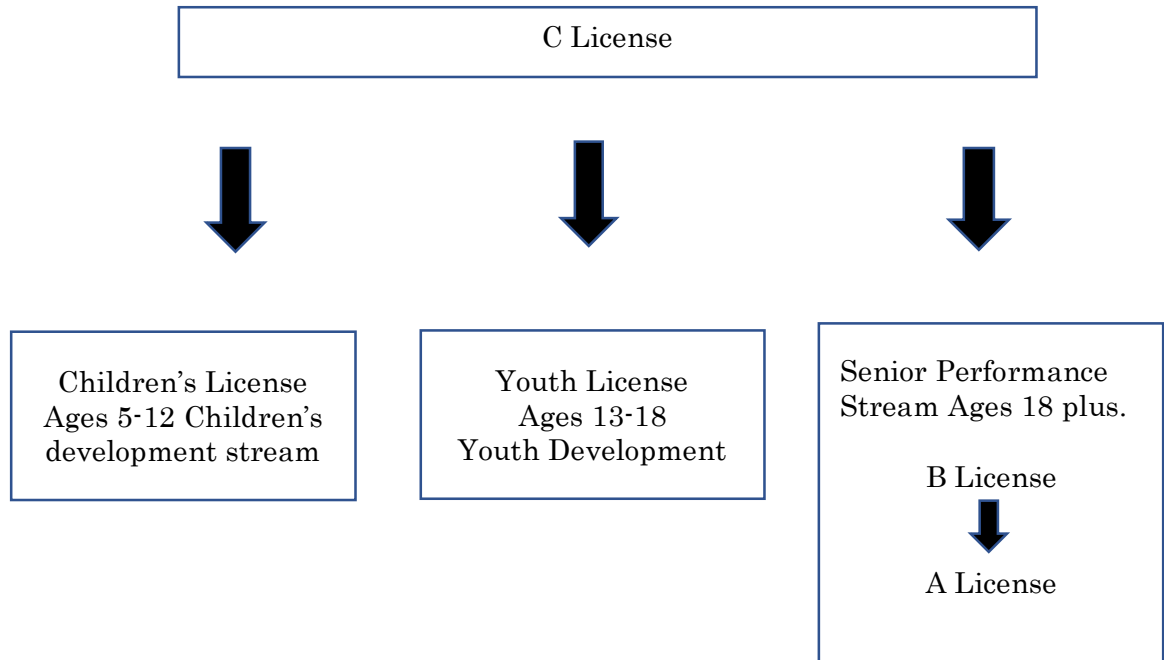 C License
Children’s License
Ages 5-12 Children’s
development stream
Youth License
Ages 13-18
Youth Development
Senior Performance
Stream Ages 18 plus.
B License
A License